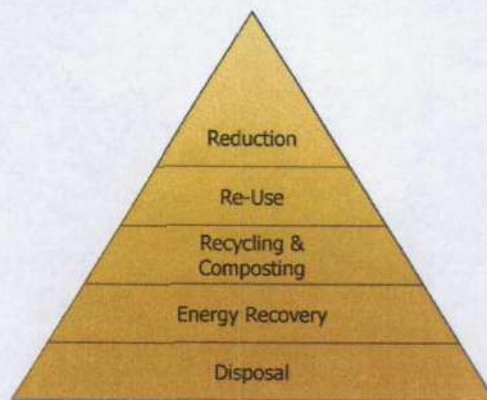 Reduction
Re-Use
Recycling &
Composting
Energy Recovery
Disposal